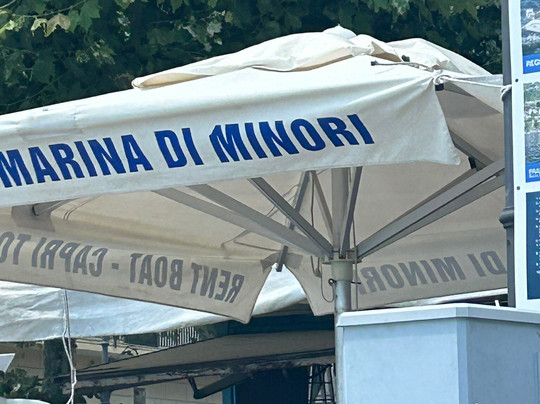 MARINA DI MINORI
RENT BOAT - CAPRI TO
DI MINORI